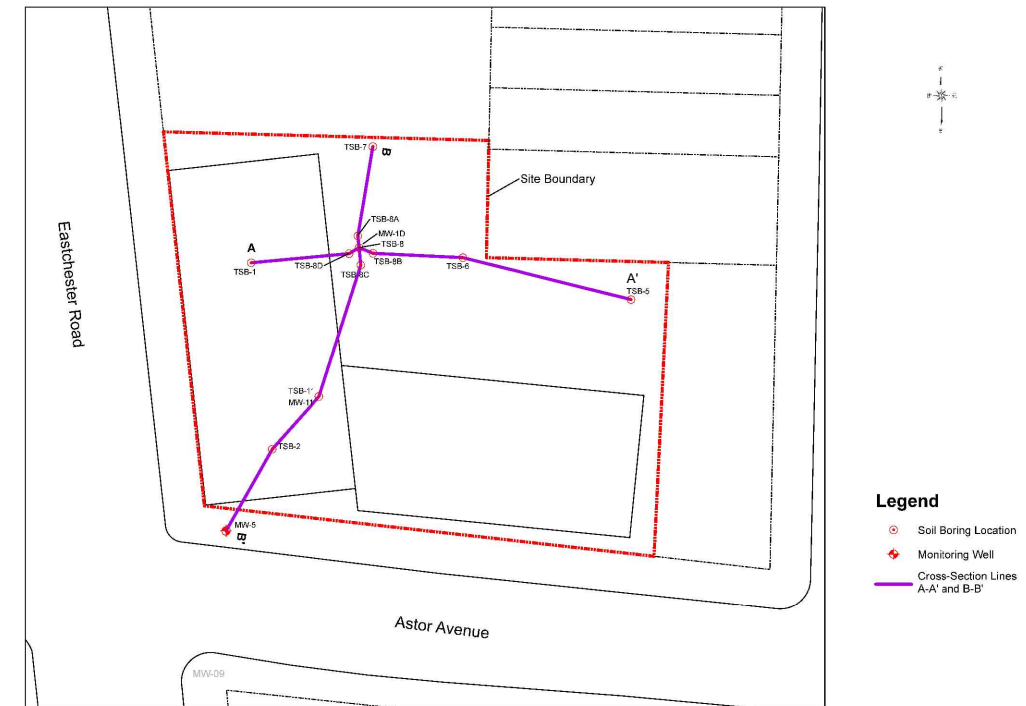 TSB-7
B
Site Boundary
TSB-8A
MW-1D
TSB-8
A
TSB-1
TSB-8D
TSB-8B
TSB-8C
TSB-6
A'
TSB-5
Eastchester Road
TSB-11
MW-11
TSB-2
MW-5
B'
Astor Avenue
MW-09
Legend
Soil Boring Location
Monitoring Well
Cross-Section Lines
A-A' and B-B'